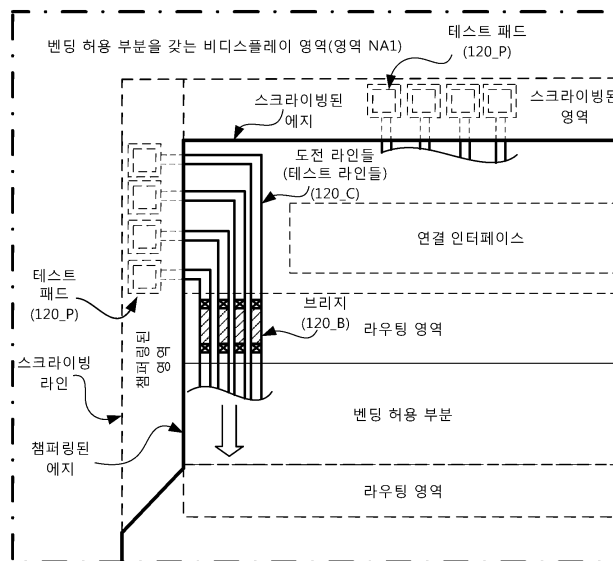 벤딩 허용 부분을 갖는 비디스플레이 영역(영역 NA1)
테스트 패드
(120_P)
스크라이빙된
에지
스크라이빙된
영역
도전 라인들
(테스트 라인들)
(120_C)
연결 인터페이스
테스트
패드
(120_P)
브리지
(120_B)
라우팅 영역
챔퍼링된
영역
스크라이빙
라인
벤딩 허용 부분
챔퍼링된
에지
라우팅 영역